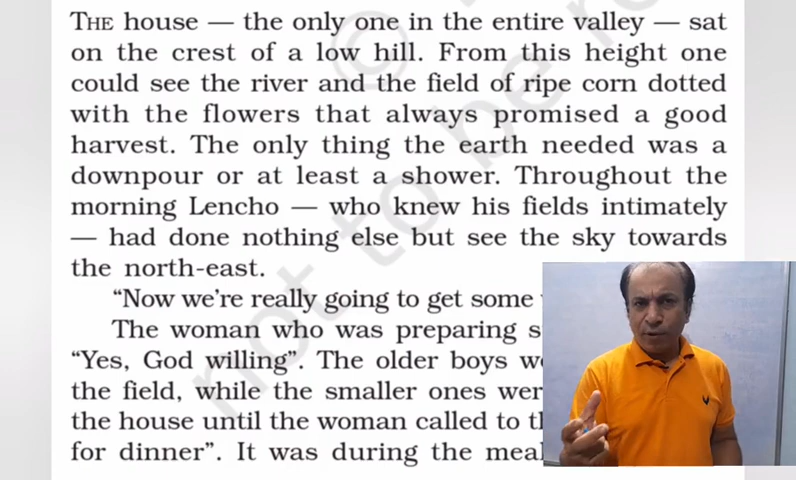 THE house — the only one in the entire valley — sat
on the crest of a low hill. From this height one
could see the river and the field of ripe corn dotted
with the flowers that always promised a good
harvest. The only thing the earth needed was a
downpour or at least a shower. Throughout the
morning Lencho — who knew his fields intimately
— had done nothing else but see the sky towards
the north-east.
“Now we're really going to get some
The woman who was preparing s
“Yes, God willing”. The older boys w
the field, while the smaller ones wer
the house until the woman called to th
for dinner”. It was during the meal
© not to be re